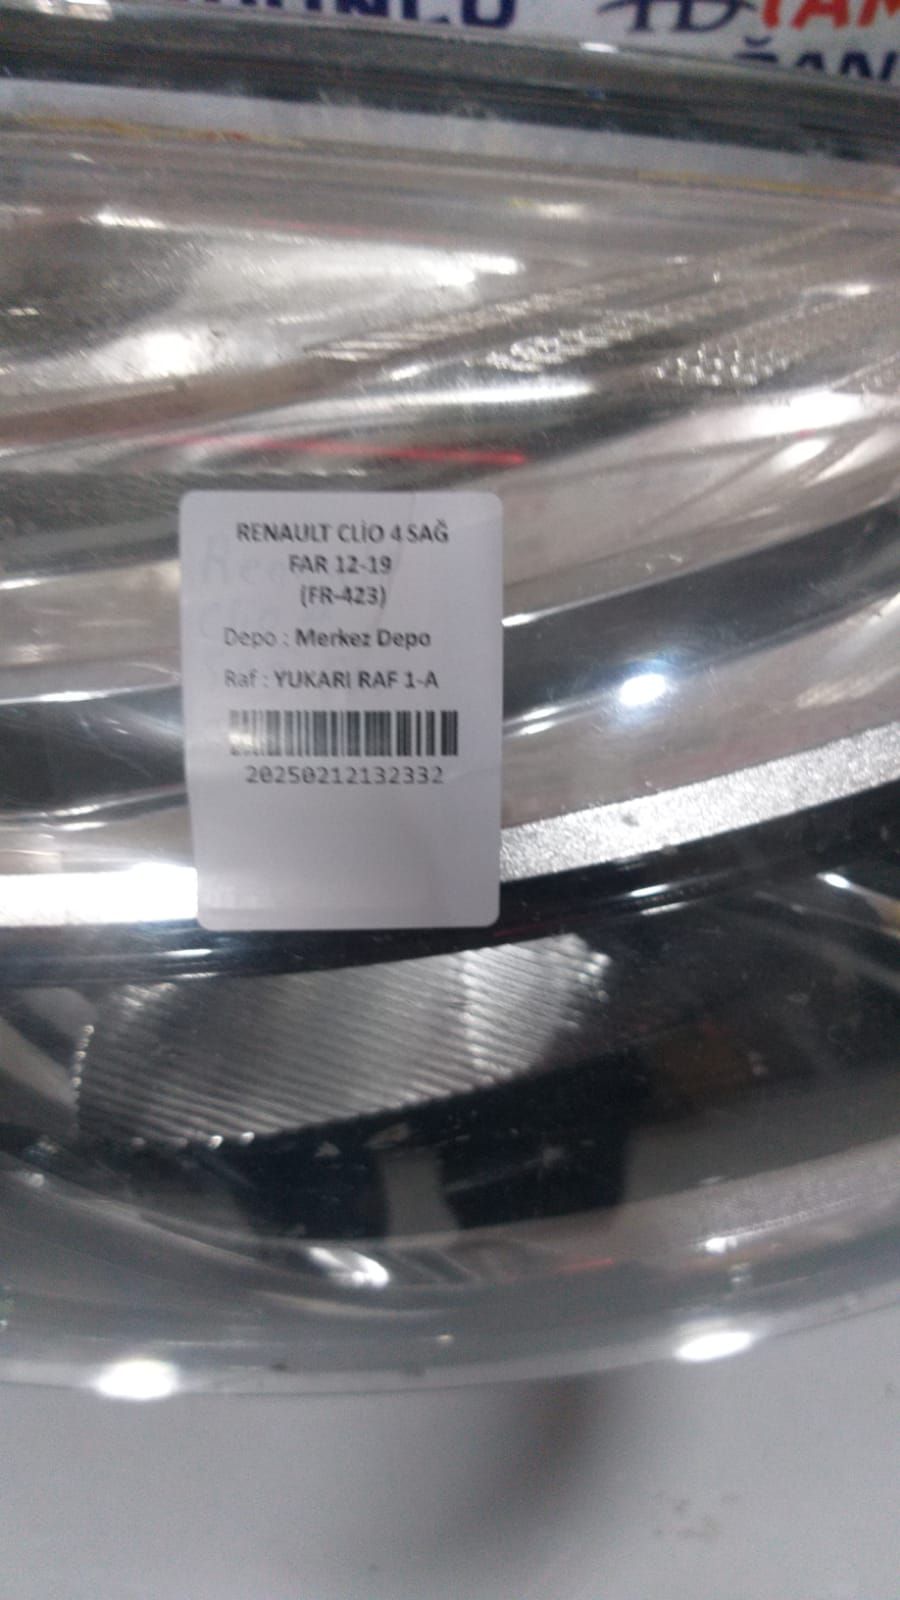 RENAULT CLİO 4 SAĞ
FAR 12-19
(FR-423)
Depo : Merkez Depo
Raf : YUKARI RAF 1-A
20250212132332